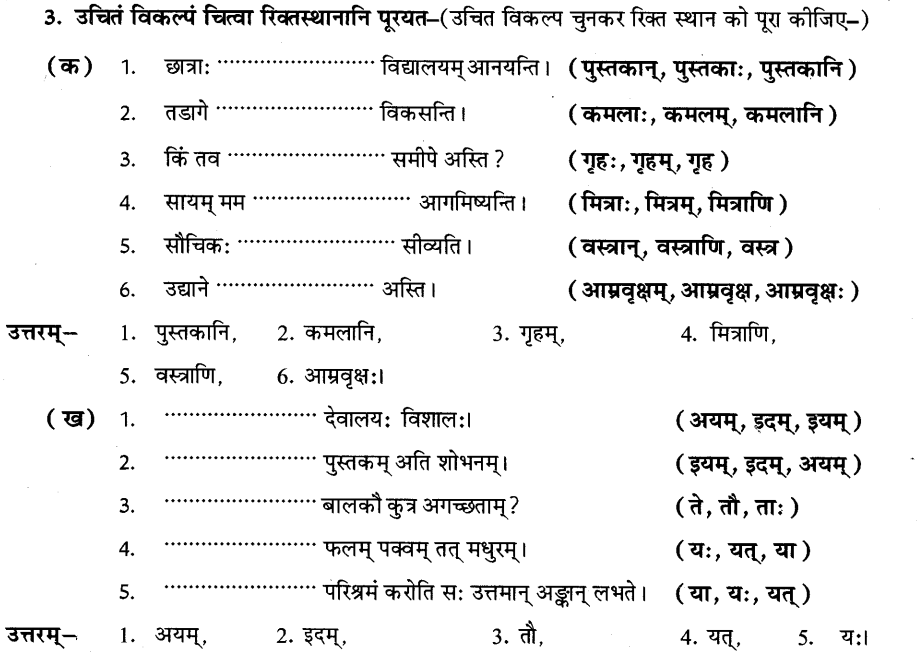 3. उचितं विकल्पं चित्वा रिक्तस्थानानि पूरयत–(उचित विकल्प चुनकर रिक्त स्थान को पूरा कीजिए–)
(क) 1. छात्राः ························· विद्यालयम् आनयन्ति। (पुस्तकान्, पुस्तकाः, पुस्तकानि)
2. तडागे ························· विकसन्ति। (कमलाः, कमलम्, कमलानि)
3. किं तव ························· समीपे अस्ति? (गृहः, गृहम्, गृह)
4. सायम् मम ························· आगमिष्यन्ति। (मित्राः, मित्रम्, मित्राणि)
5. सौचिकः ························· सीव्यति। (वस्त्रान्, वस्त्राणि, वस्त्र)
6. उद्याने ························· अस्ति। (आम्रवृक्षम्, आम्रवृक्ष, आम्रवृक्षः)
उत्तरम्– 1. पुस्तकानि, 2. कमलानि, 3. गृहम्, 4. मित्राणि,
5. वस्त्राणि, 6. आम्रवृक्षः।
(ख) 1. ························· देवालयः विशालः। (अयम्, इदम्, इयम्)
2. ························· पुस्तकम् अति शोभनम्। (इयम्, इदम्, अयम्)
3. ························· बालकौ कुत्र अगच्छताम्? (ते, तौ, ताः)
4. ························· फलम् पक्वम् तत् मधुरम्। (यः, यत्, या)
5. ························· परिश्रमं करोति सः उत्तमान् अङ्कान् लभते। (या, यः, यत्)
उत्तरम्– 1. अयम्, 2. इदम्, 3. तौ, 4. यत्, 5. यः।